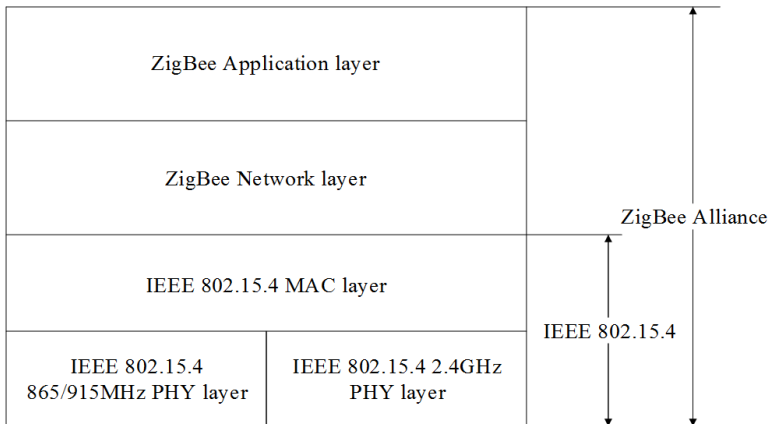 ZigBee Application layer
ZigBee Network layer
ZigBee Alliance
IEEE 802.15.4 MAC layer
IEEE 802.15.4
IEEE 802.15.4
865/915MHz PHY layer
IEEE 802.15.4 2.4GHz
PHY layer